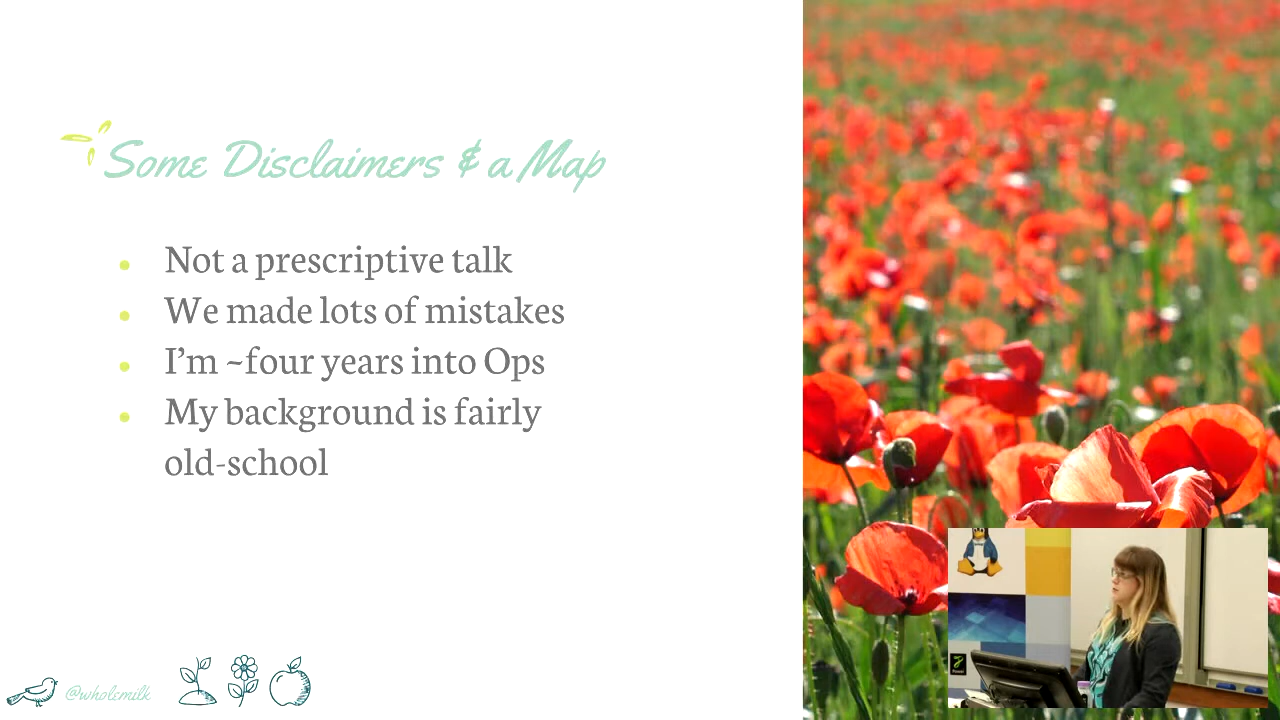 Some Disclaimers & a Map
Not a prescriptive talk
We made lots of mistakes
I'm ~four years into Ops
My background is fairly
old-school
@wholemilk